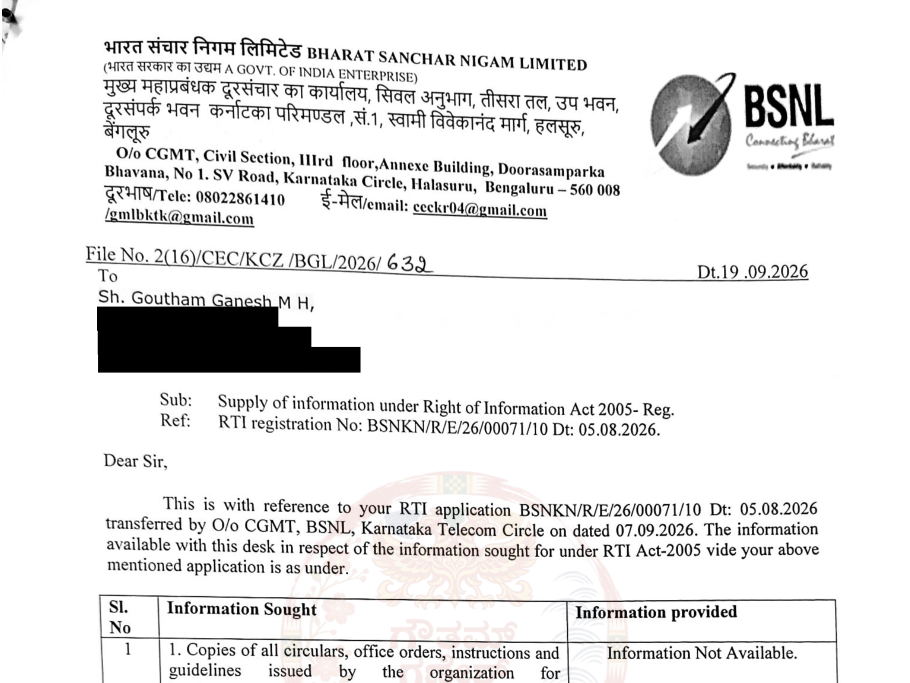 भारत संचार निगम लिमिटेड BHARAT SANCHAR NIGAM LIMITED
(भारत सरकार का उद्यम A GOVT. OF INDIA ENTERPRISE)
मुख्य महाप्रबंधक दूरसंचार का कार्यालय, सिवल अनुभाग, तीसरा तल, उप भवन,
दूरसंपर्क भवन कर्नाटका परिमण्डल ,सं.1, स्वामी विवेकानंद मार्ग, हलसूरु,
बेंगलूरु
O/o CGMT, Civil Section, IIIrd floor,Annexe Building, Doorasamparka
Bhavana, No 1. SV Road, Karnataka Circle, Halasuru, Bengaluru – 560 008
दूरभाष/Tele: 08022861410 ई-मेल/email: ceckr04@gmail.com
/gmlbktk@gmail.com
BSNL
Connecting Bharat
Securely Affordably Reliably
File No. 2(16)/CEC/KCZ /BGL/2026/ 632
Dt.19 .09.2026
To
Sh. Goutham Ganesh M H,
Sub: Supply of information under Right of Information Act 2005- Reg.
Ref: RTI registration No: BSNKN/R/E/26/00071/10 Dt: 05.08.2026.
Dear Sir,
This is with reference to your RTI application BSNKN/R/E/26/00071/10 Dt: 05.08.2026
transferred by O/o CGMT, BSNL, Karnataka Telecom Circle on dated 07.09.2026. The information
available with this desk in respect of the information sought for under RTI Act-2005 vide your above
mentioned application is as under.
Sl. No Information Sought Information provided
1 1. Copies of all circulars, office orders, instructions and Information Not Available.
guidelines issued by the organization for
ಗೌತಮ್